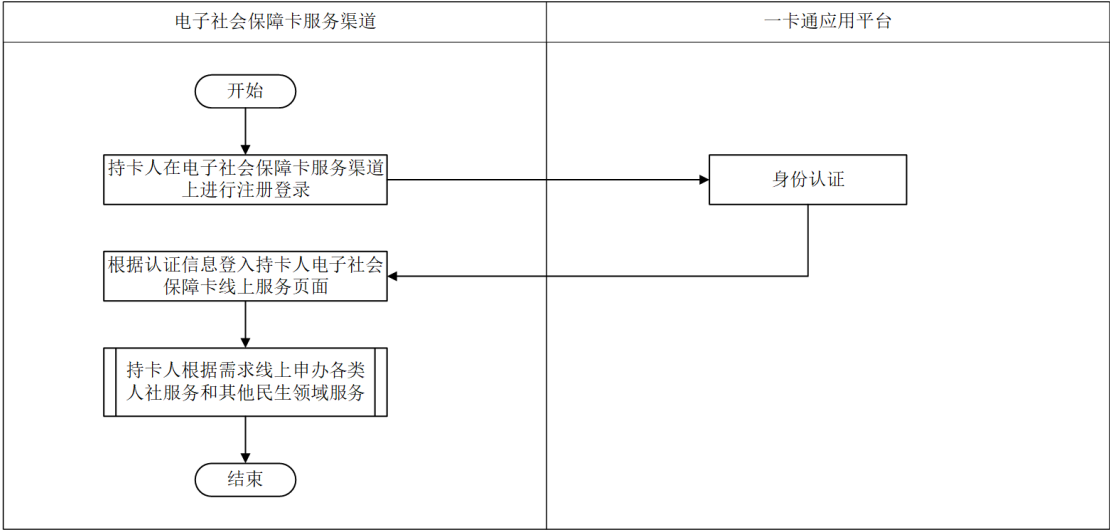 电子社会保障卡服务渠道
一卡通应用平台
开始
持卡人在电子社会保障卡服务渠道
上进行注册登录
身份认证
根据认证信息登入持卡人电子社会
保障卡线上服务页面
持卡人根据需求线上申办各类
人社服务和其他民生领域服务
结束